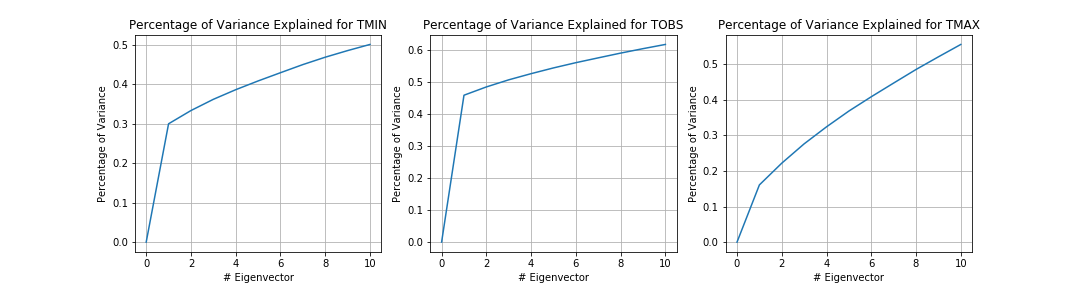 Percentage of Variance Explained for TMIN
Percentage of Variance
0.5
0.4
0.3
0.2
0.1
0.0
0 2 4 6 8 10
# Eigenvector
Percentage of Variance Explained for TOBS
Percentage of Variance
0.6
0.5
0.4
0.3
0.2
0.1
0.0
0 2 4 6 8 10
# Eigenvector
Percentage of Variance Explained for TMAX
Percentage of Variance
0.5
0.4
0.3
0.2
0.1
0.0
0 2 4 6 8 10
# Eigenvector